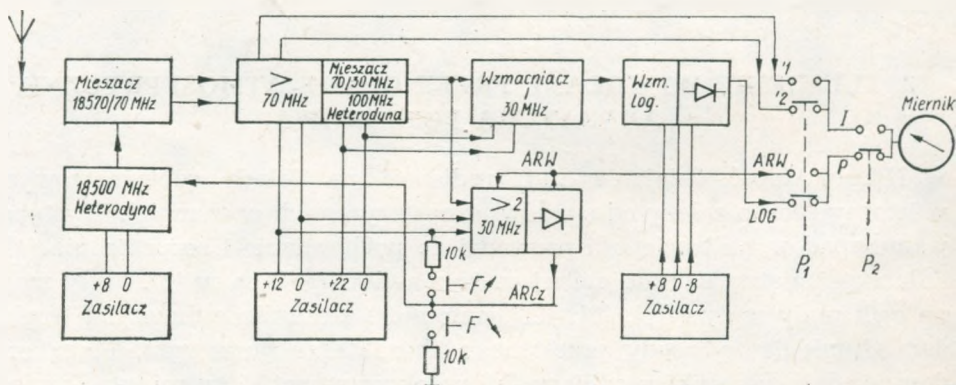 Mieszacz
18570/70 MHz
>
70 MHz
Mieszacz
70/30 MHz
100MHz
Heterodyna
Wzmacniacz
1
30 MHz
Wzm.
log.
'1
'2
I
Miernik
18500 MHz
Heterodyna
ARW
ARW
P
> 2
30 MHz
LOG
10k
F
ARCz
F
10k
P1
P2
+8 0
Zasilacz
+12 0 +22 0
Zasilacz
+8 0 -8
Zasilacz